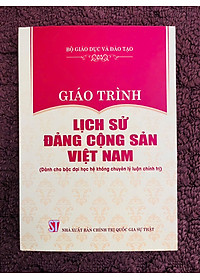 BỘ GIÁO DỤC VÀ ĐÀO TẠO
GIÁO TRÌNH
LỊCH SỬ
ĐẢNG CỘNG SẢN
VIỆT NAM
(Dành cho bậc đại học hệ không chuyên lý luận chính trị)
ST NHÀ XUẤT BẢN CHÍNH TRỊ QUỐC GIA SỰ THẬT